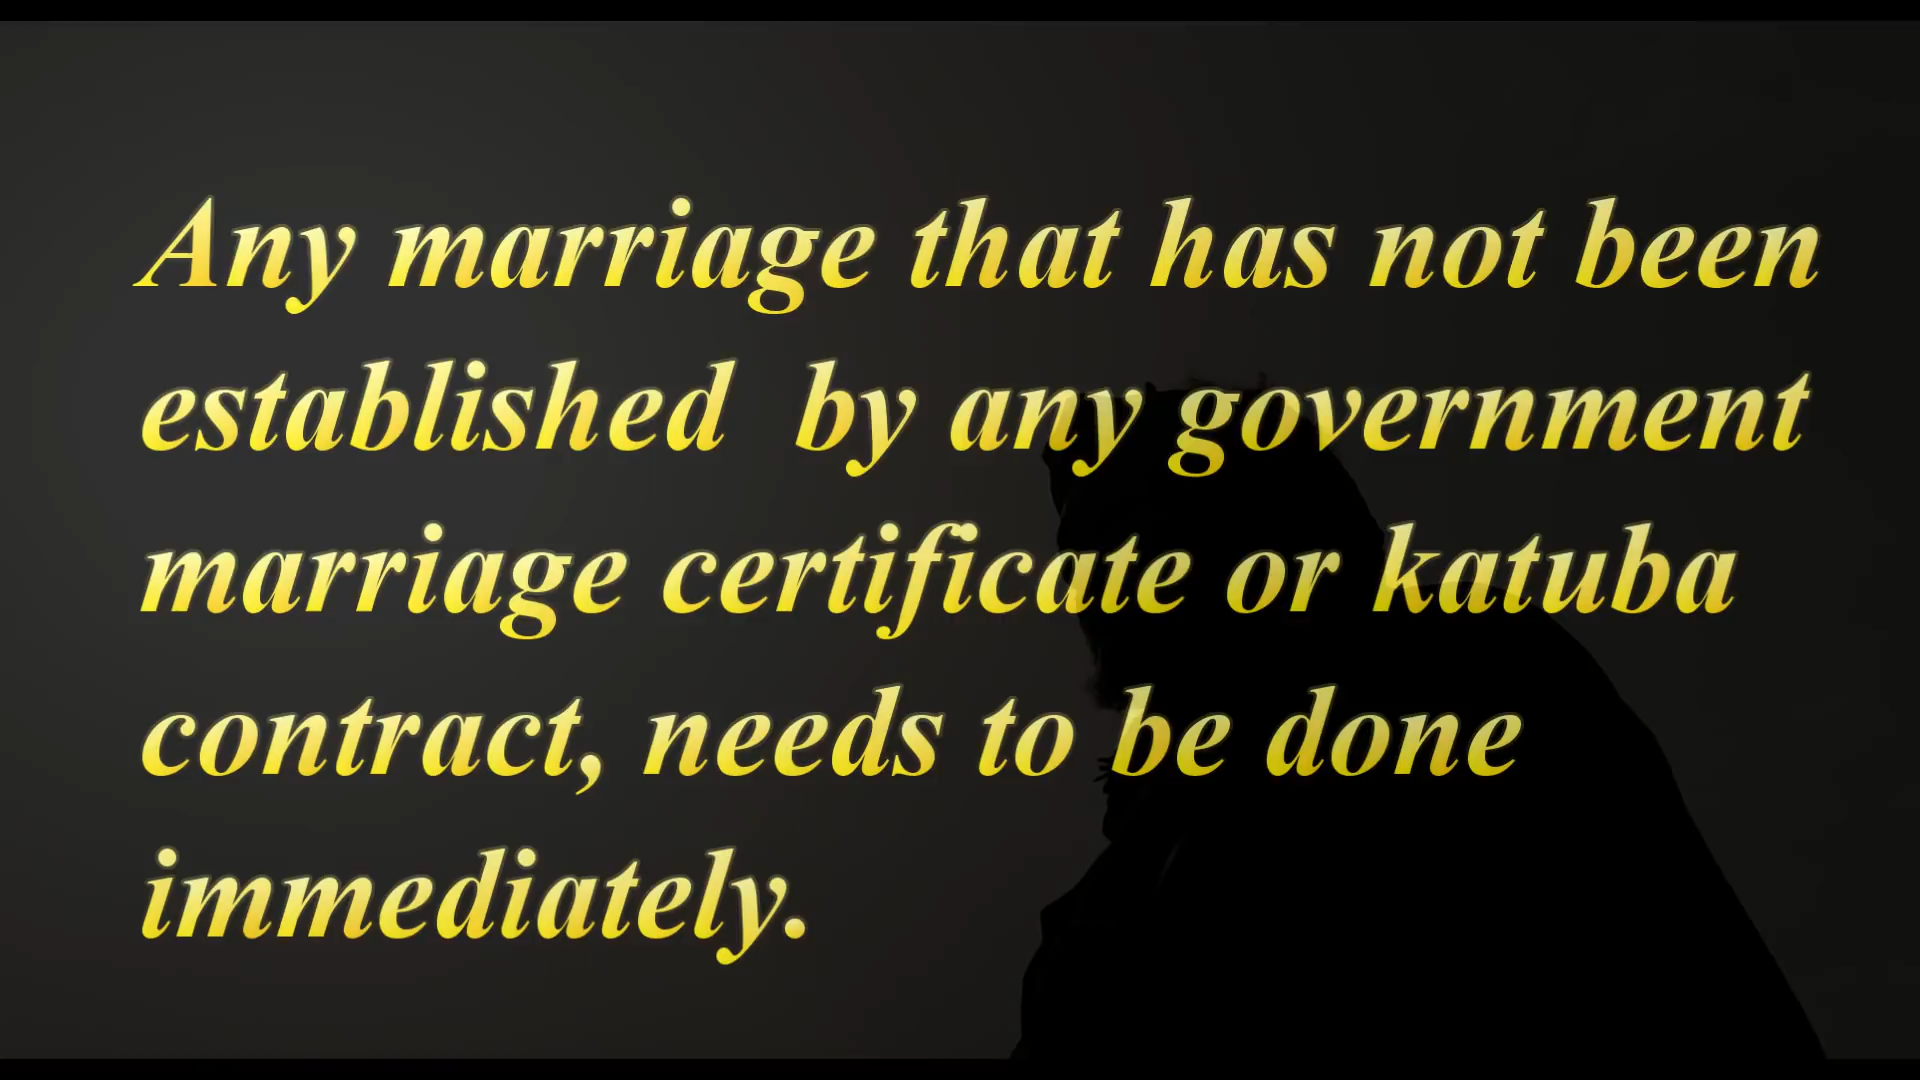 Any marriage that has not been
established by any government
marriage certificate or katuba
contract, needs to be done
immediately.